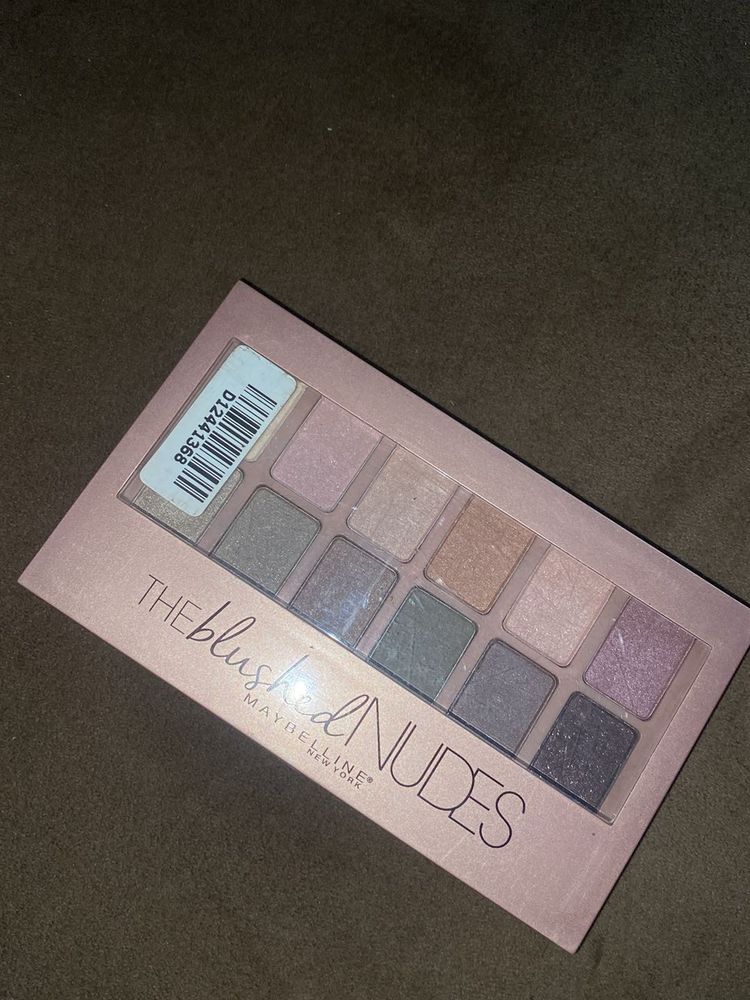 D12441368
THE blushed NUDES
MAYBELLINE®
NEW YORK